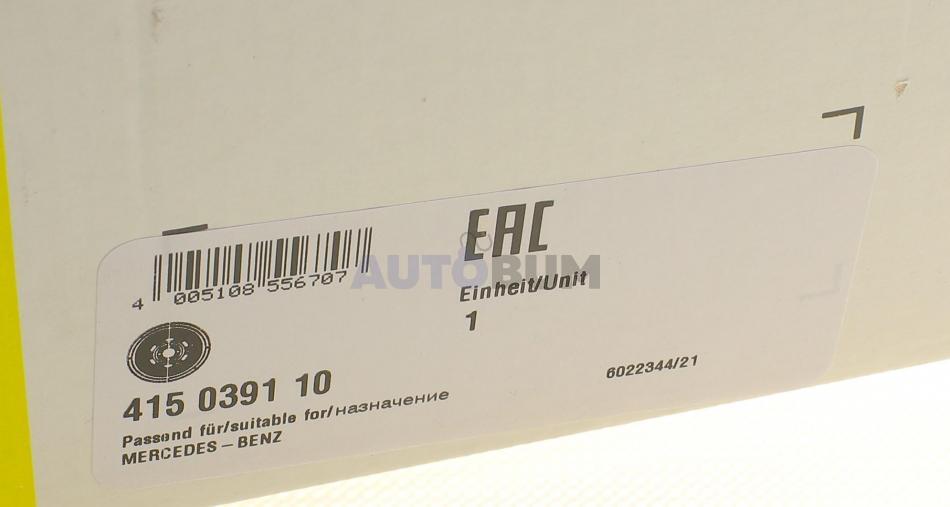 EAC
4 005108 556707
AUTOBUM
Einheit/Unit
1
415 0391 10
6022344/21
Passend für/suitable for/назначение
MERCEDES – BENZ